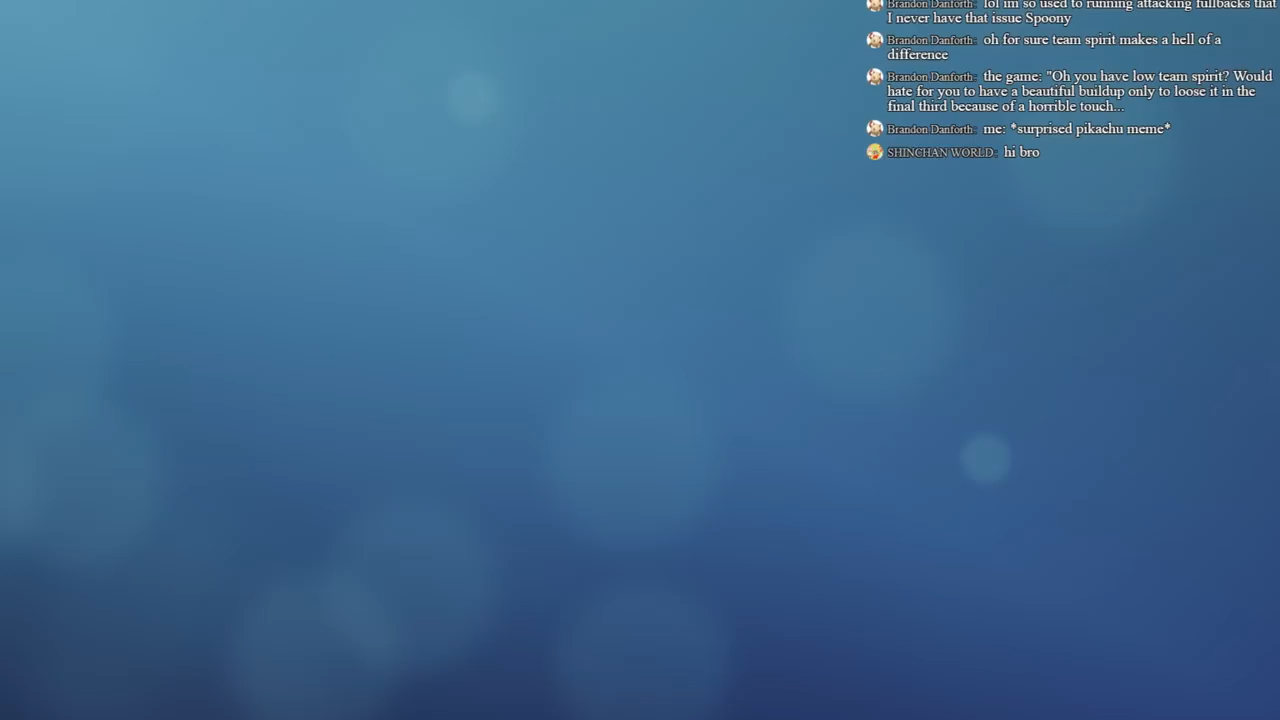 Brandon Danforth: lol im so used to running attacking fullbacks that
I never have that issue Spoony
Brandon Danforth: oh for sure team spirit makes a hell of a
difference
Brandon Danforth: the game: "Oh you have low team spirit? Would
hate for you to have a beautiful buildup only to loose it in the
final third because of a horrible touch...
Brandon Danforth: me: *surprised pikachu meme*
SHINCHAN WORLD: hi bro